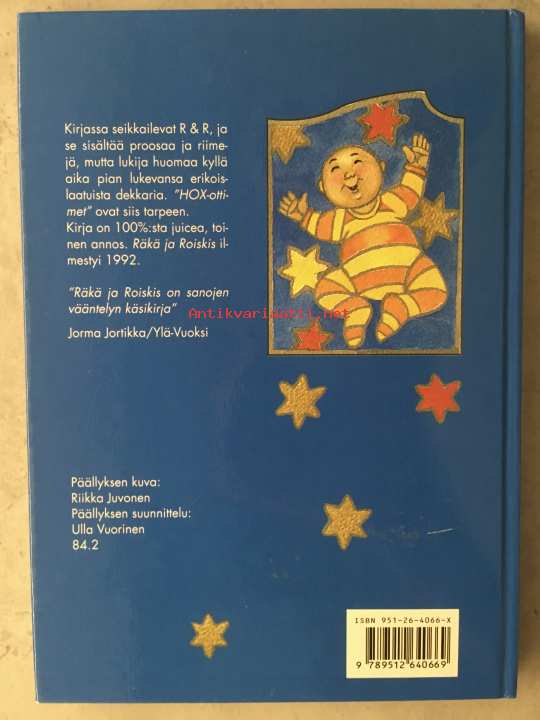 Kirjassa seikkailevat R & R, ja
se sisältää proosaa ja riime-
jä, mutta lukija huomaa kyllä
aika pian lukevansa erikois-
laatuista dekkaria. ”HOX-otti-
met” ovat siis tarpeen.
Kirja on 100%:sta juicea, toi-
nen annos. Räkä ja Roiskis il-
mestyi 1992.
”Räkä ja Roiskis on sanojen
vääntelyn käsikirja”
Jorma Jortikka/Ylä-Vuoksi
Antikvariaatti.net
Päällyksen kuva:
Riikka Juvonen
Päällyksen suunnittelu:
Ulla Vuorinen
84.2
ISBN 951-26-4066-X
9 789512 640669